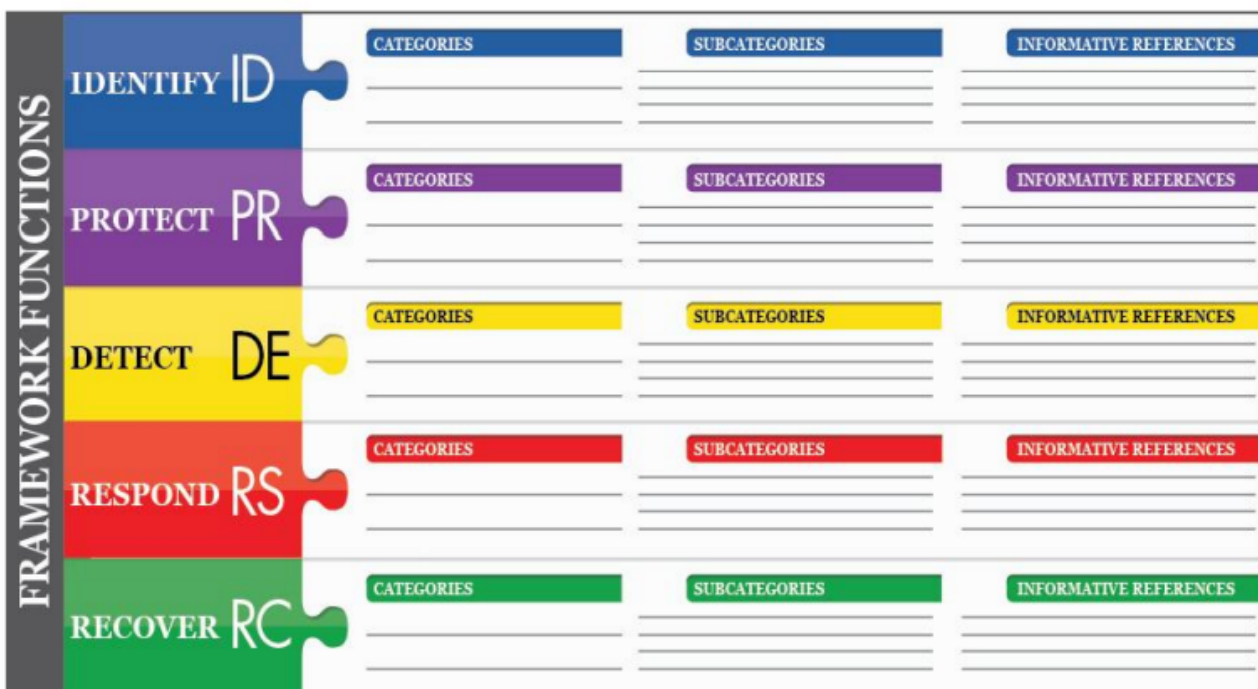 FRAMEWORK FUNCTIONS
IDENTIFY ID
CATEGORIES SUBCATEGORIES INFORMATIVE REFERENCES
PROTECT PR
CATEGORIES SUBCATEGORIES INFORMATIVE REFERENCES
DETECT DE
CATEGORIES SUBCATEGORIES INFORMATIVE REFERENCES
RESPOND RS
CATEGORIES SUBCATEGORIES INFORMATIVE REFERENCES
RECOVER RC
CATEGORIES SUBCATEGORIES INFORMATIVE REFERENCES